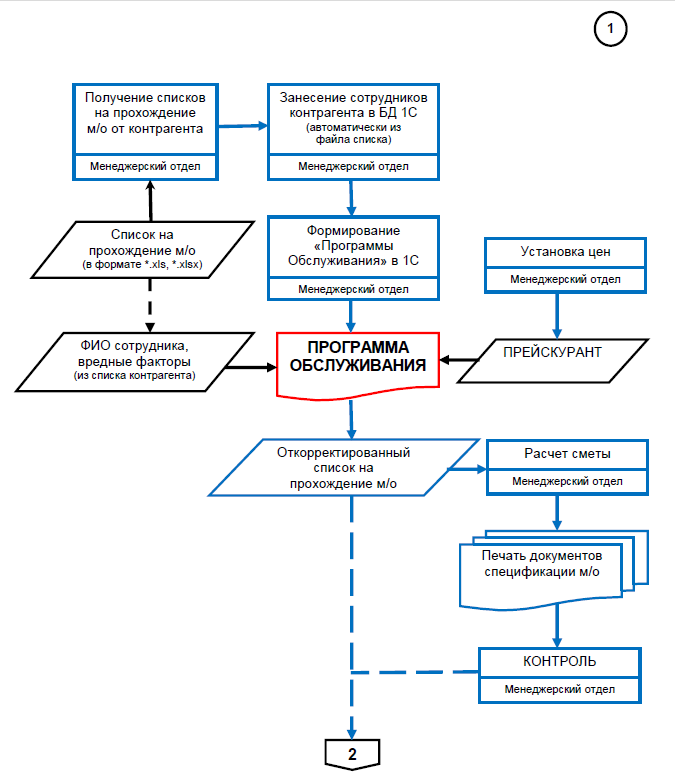 1
Получение списков
на прохождение
м/о от контрагента
Менеджерский отдел
Занесение сотрудников
контрагента в БД 1С
(автоматически из
файла списка)
Менеджерский отдел
Список на
прохождение м/о
(в формате *.xls, *.xlsx)
Формирование
«Программы
Обслуживания» в 1С
Менеджерский отдел
Установка цен
Менеджерский отдел
ФИО сотрудника,
вредные факторы
(из списка контрагента)
ПРОГРАММА
ОБСЛУЖИВАНИЯ
ПРЕЙСКУРАНТ
Откорректированный
список на
прохождение м/о
Расчет сметы
Менеджерский отдел
Печать документов
спецификации м/о
КОНТРОЛЬ
Менеджерский отдел
2